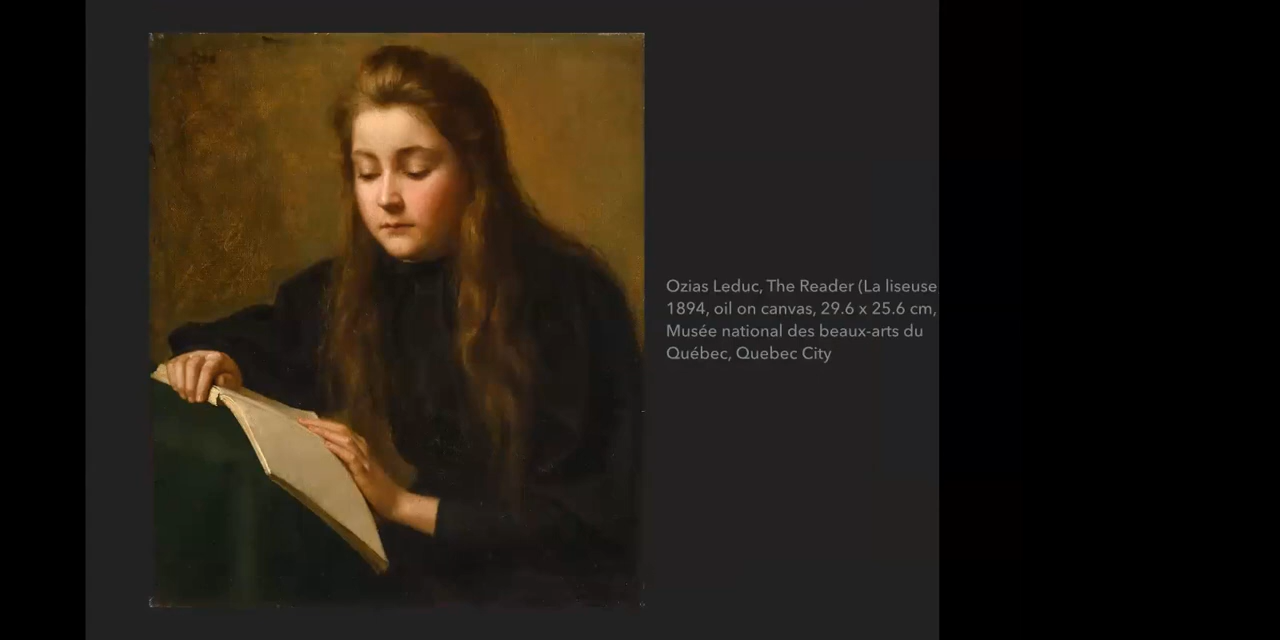 Ozias Leduc, The Reader (La liseuse
1894, oil on canvas, 29.6 x 25.6 cm,
Musée national des beaux-arts du
Québec, Quebec City